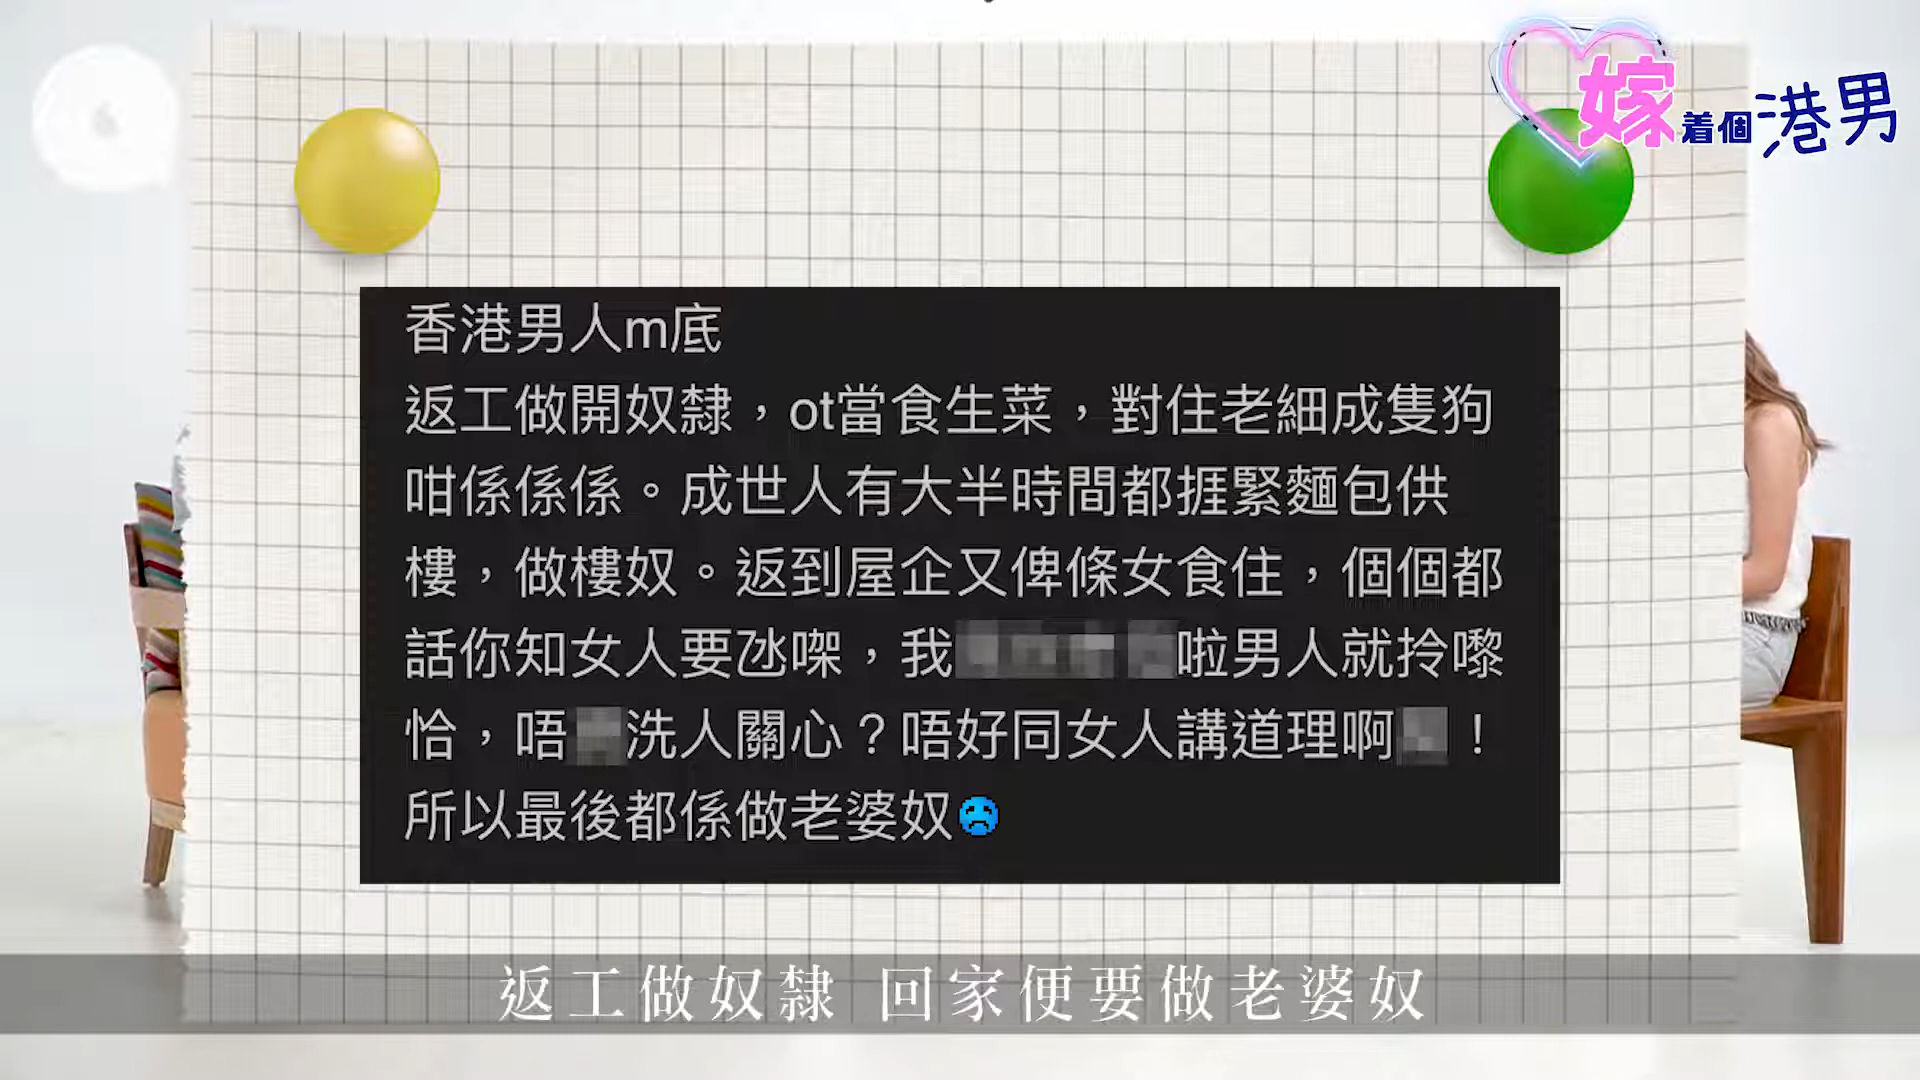 嫁着個港男
香港男人m底
返工做開奴隸，ot當食生菜，對住老細成隻狗
咁係係係。成世人有大半時間都捱緊麵包供
樓，做樓奴。返到屋企又俾條女食住，個個都
話你知女人要氹㗎，我啦男人就拎嚟
恰，唔洗人關心？唔好同女人講道理啊！
所以最後都係做老婆奴
返工做奴隸 回家便要做老婆奴